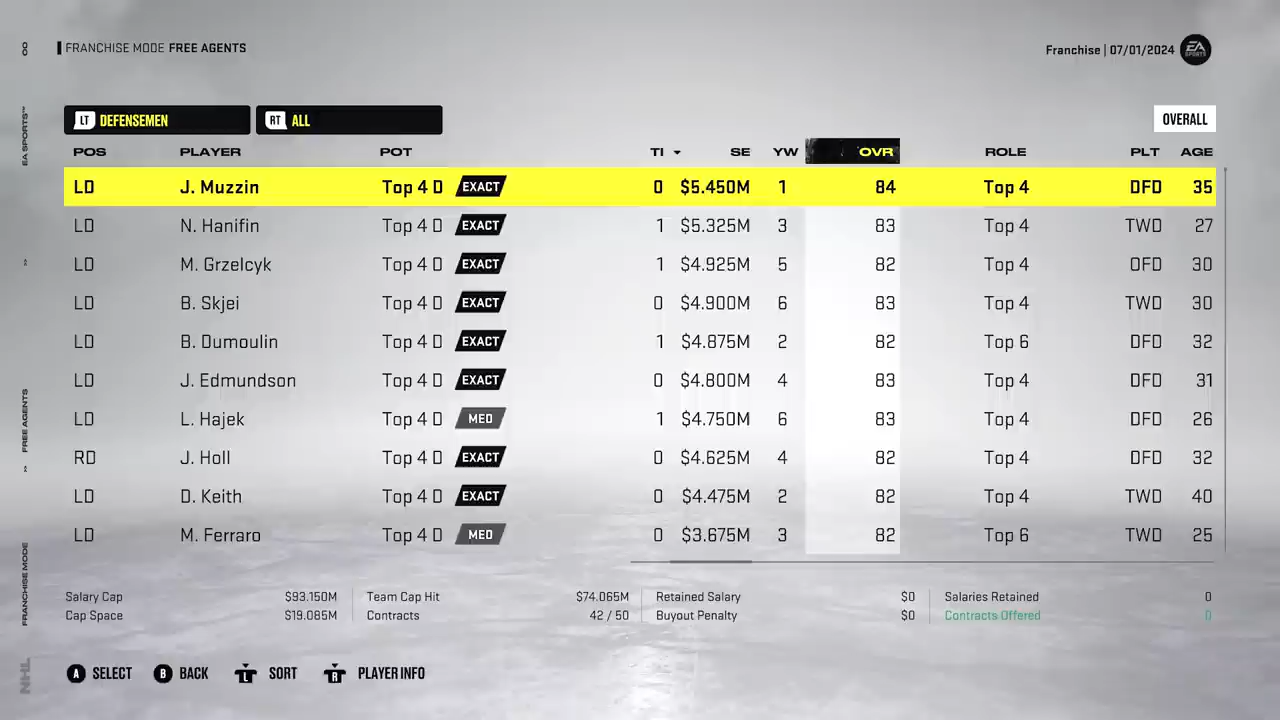 FRANCHISE MODE FREE AGENTS
Franchise | 07/01/2024
EA SPORTS
LT DEFENSEMEN RT ALL
OVERALL
POS PLAYER POT TI SE YW OVR ROLE PLT AGE
LD J. Muzzin Top 4 D EXACT 0 $5.450M 1 84 Top 4 DFD 35
LD N. Hanifin Top 4 D EXACT 1 $5.325M 3 83 Top 4 TWD 27
LD M. Grzelcyk Top 4 D EXACT 1 $4.925M 5 82 Top 4 OFD 30
LD B. Skjei Top 4 D EXACT 0 $4.900M 6 83 Top 4 TWD 30
LD B. Dumoulin Top 4 D EXACT 1 $4.875M 2 82 Top 6 DFD 32
LD J. Edmundson Top 4 D EXACT 0 $4.800M 4 83 Top 4 DFD 31
LD L. Hajek Top 4 D MED 1 $4.750M 6 83 Top 4 DFD 26
RD J. Holl Top 4 D EXACT 0 $4.625M 4 82 Top 4 DFD 32
LD D. Keith Top 4 D EXACT 0 $4.475M 2 82 Top 4 TWD 40
LD M. Ferraro Top 4 D MED 0 $3.675M 3 82 Top 6 TWD 25
Salary Cap $93.150M Team Cap Hit $74.065M Retained Salary $0 Salaries Retained 0
Cap Space $19.085M Contracts 42 / 50 Buyout Penalty $0 Contracts Offered 0
A SELECT B BACK L SORT R PLAYER INFO
NHL FRANCHISE MODE >> FREE AGENTS >> EA SPORTS™